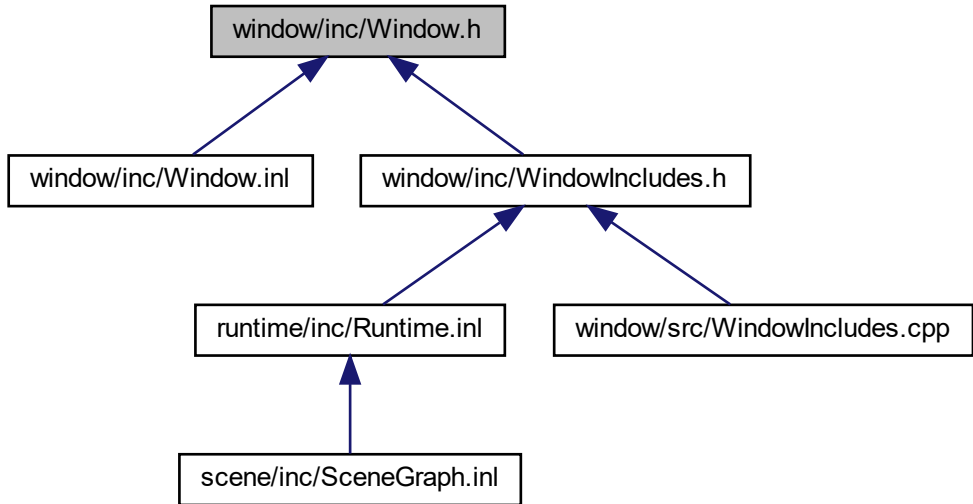 window/inc/Window.h
window/inc/Window.inl
window/inc/WindowIncludes.h
runtime/inc/Runtime.inl
window/src/WindowIncludes.cpp
scene/inc/SceneGraph.inl